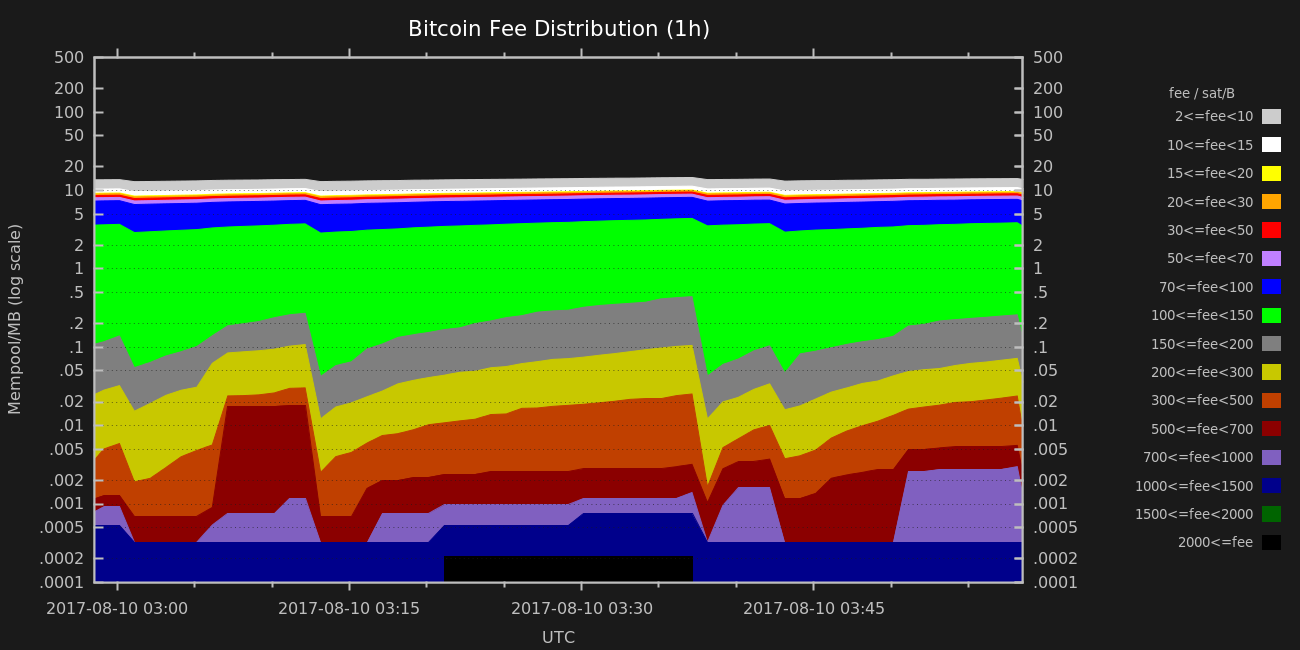 Bitcoin Fee Distribution (1h)
Mempool/MB (log scale)
500
200
100
50
20
10
5
2
1
.5
.2
.1
.05
.02
.01
.005
.002
.001
.0005
.0002
.0001
500
200
100
50
20
10
5
2
1
.5
.2
.1
.05
.02
.01
.005
.002
.001
.0005
.0002
.0001
fee / sat/B
2<=fee<10
10<=fee<15
15<=fee<20
20<=fee<30
30<=fee<50
50<=fee<70
70<=fee<100
100<=fee<150
150<=fee<200
200<=fee<300
300<=fee<500
500<=fee<700
700<=fee<1000
1000<=fee<1500
1500<=fee<2000
2000<=fee
2017-08-10 03:00 2017-08-10 03:15 2017-08-10 03:30 2017-08-10 03:45
UTC